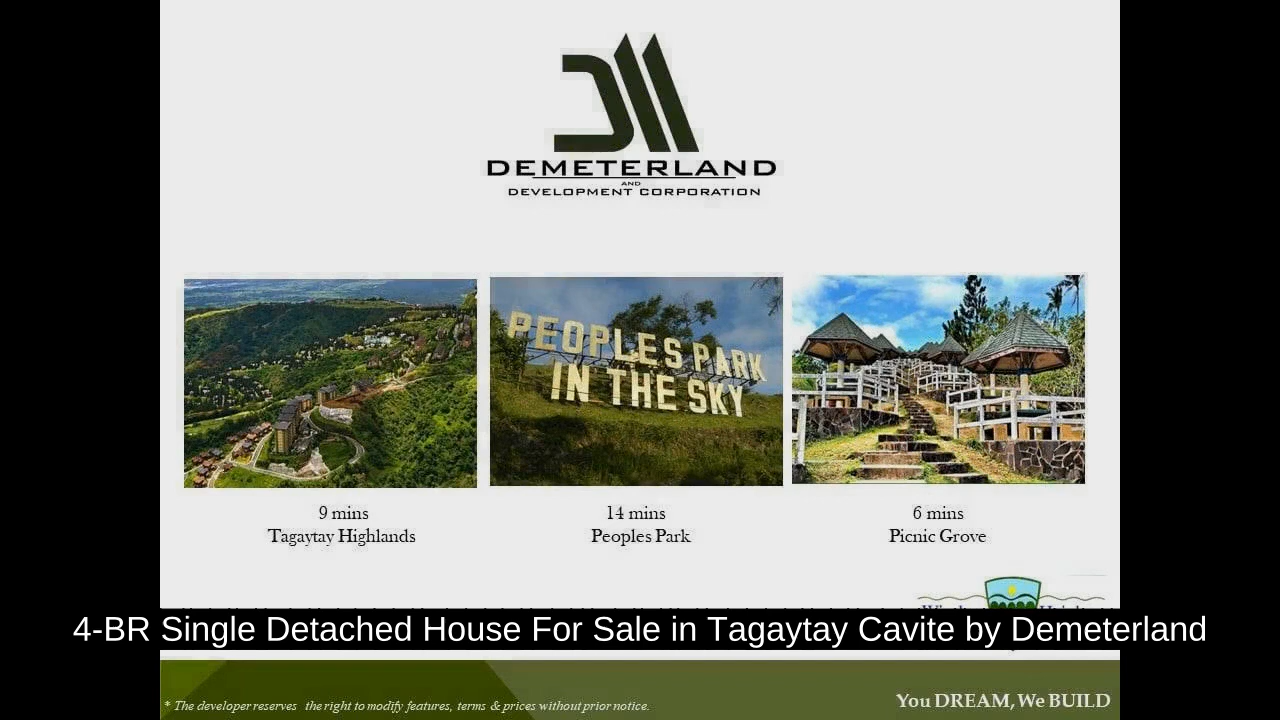 DEMETERLAND
AND
DEVELOPMENT CORPORATION
PEOPLES PARK
IN THE SKY
9 mins
Tagaytay Highlands
14 mins
Peoples Park
6 mins
Picnic Grove
4-BR Single Detached House For Sale in Tagaytay Cavite by Demeterland
* The developer reserves the right to modify features, terms & prices without prior notice.
You DREAM, We BUILD